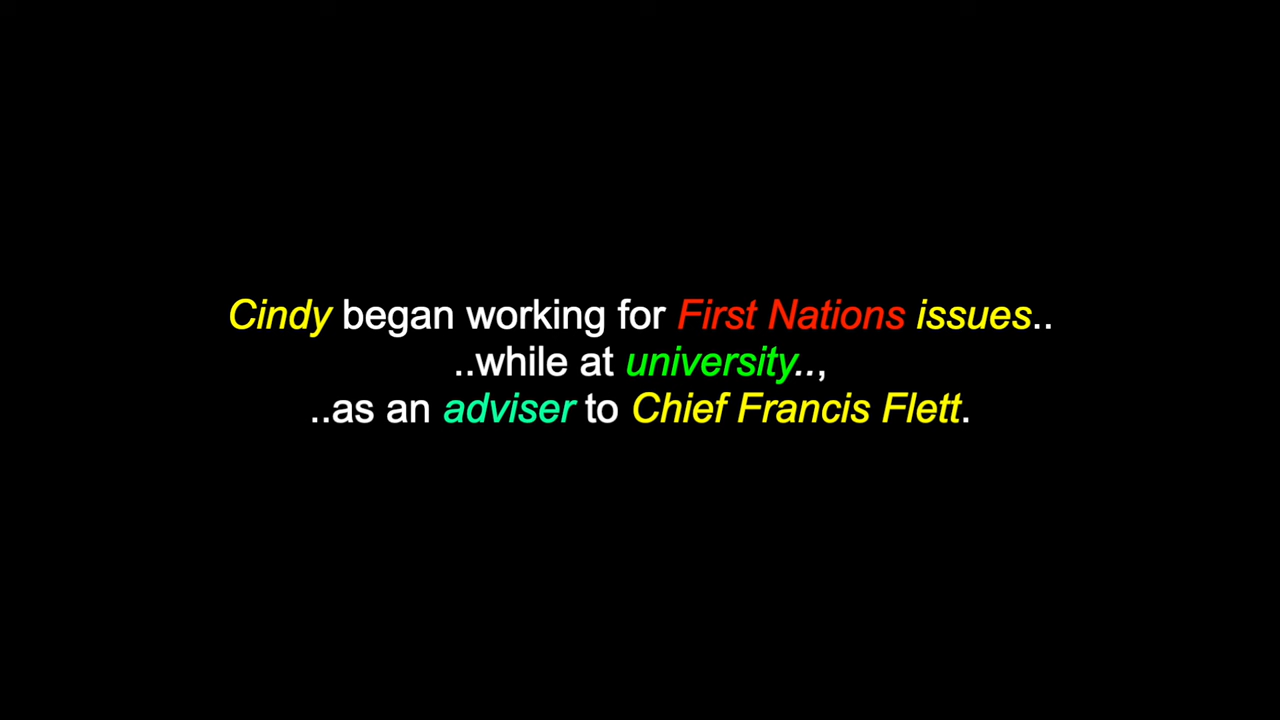 Cindy began working for First Nations issues..
..while at university..,
..as an adviser to Chief Francis Flett.